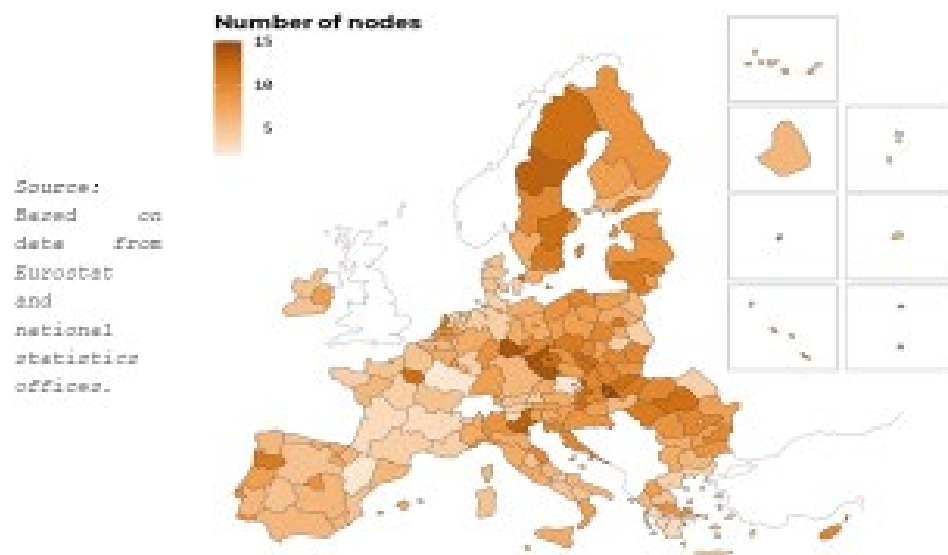 Number of nodes
15
10
5
Source:
Based on
data from
Eurostat
and
national
statistics
offices.